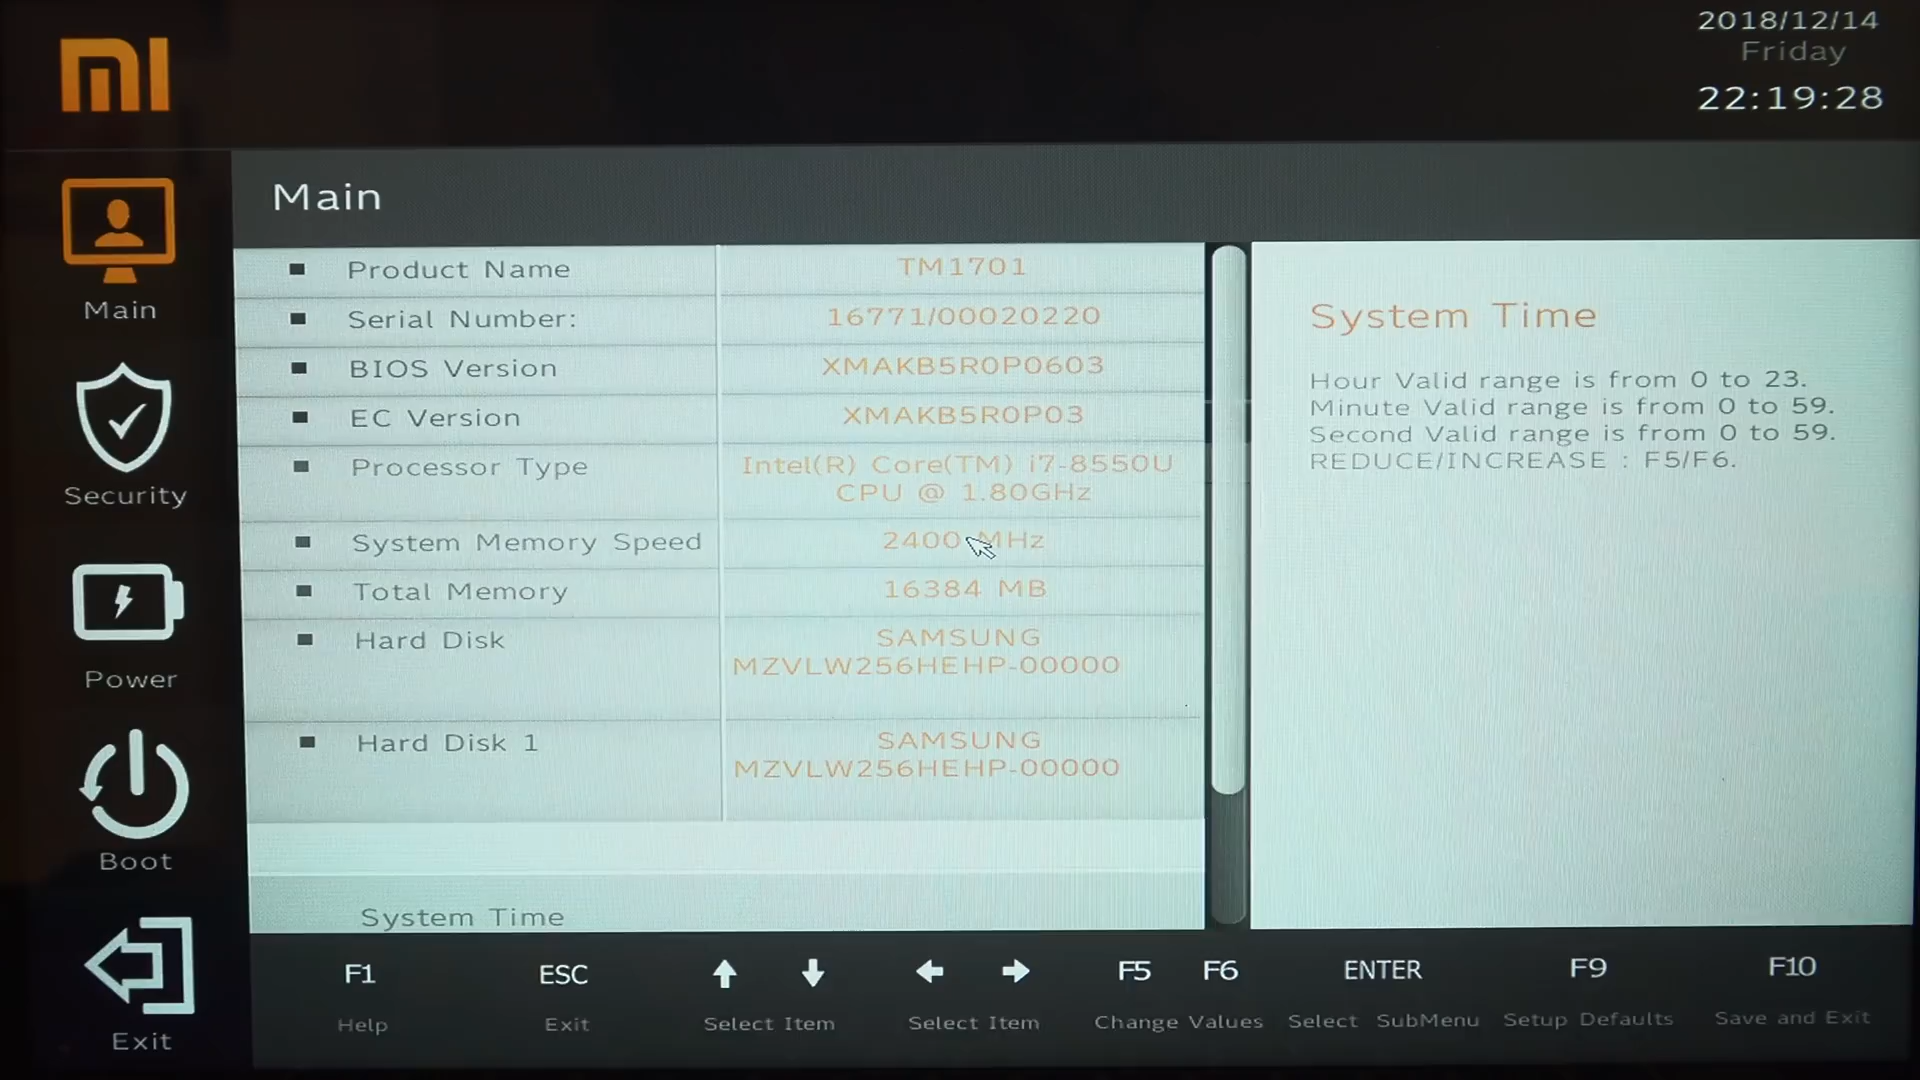 mi
2018/12/14
Friday
22:19:28
Main
Main
Security
Power
Boot
Exit
Product Name TM1701
Serial Number: 16771/00020220
BIOS Version XMAKB5R0P0603
EC Version XMAKB5R0P03
Processor Type Intel(R) Core(TM) i7-8550U
CPU @ 1.80GHz
System Memory Speed 2400 MHz
Total Memory 16384 MB
Hard Disk SAMSUNG
MZVLW256HEHP-00000
Hard Disk 1 SAMSUNG
MZVLW256HEHP-00000
System Time
System Time
Hour Valid range is from 0 to 23.
Minute Valid range is from 0 to 59.
Second Valid range is from 0 to 59.
REDUCE/INCREASE : F5/F6.
F1 ESC F5 F6 ENTER F9 F10
Help Exit Select Item Select Item Change Values Select SubMenu Setup Defaults Save and Exit